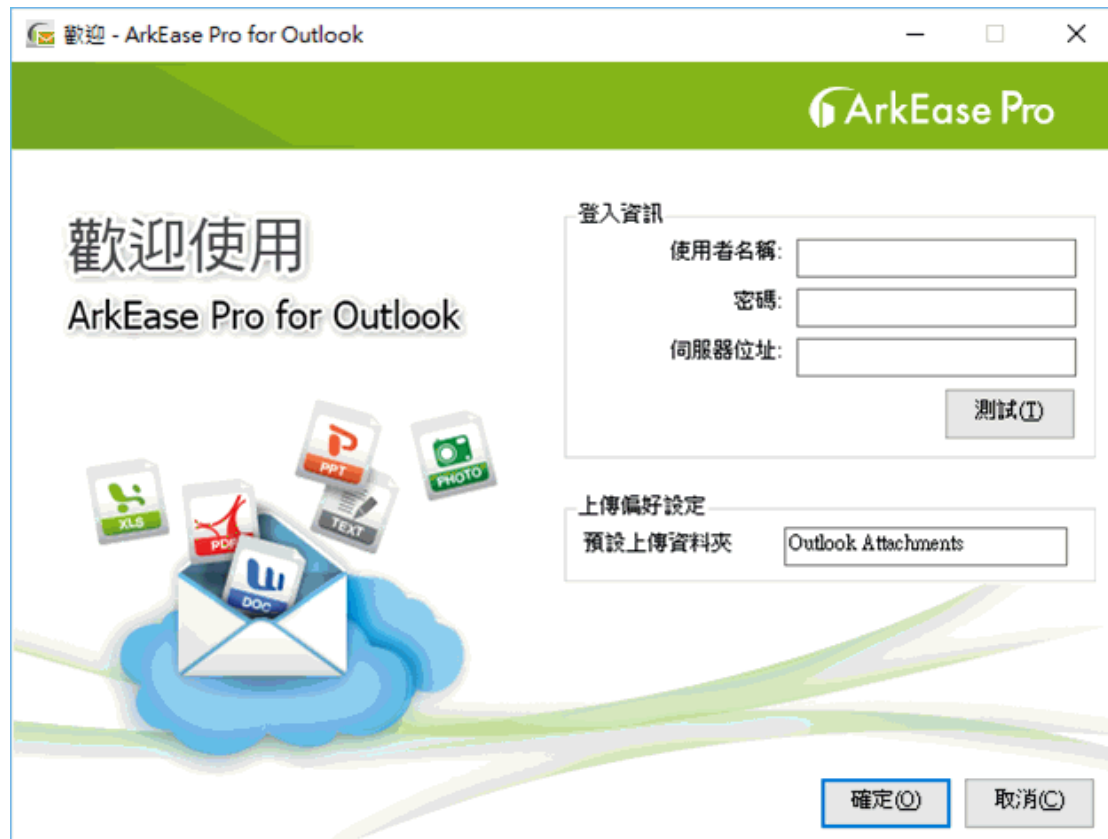 歡迎 - ArkEase Pro for Outlook
ArkEase Pro
歡迎使用
ArkEase Pro for Outlook
登入資訊
使用者名稱:
密碼:
伺服器位址:
測試(T)
上傳偏好設定
預設上傳資料夾 Outlook Attachments
XLS
PDF
PPT
TEXT
PHOTO
DOC
確定(O) 取消(C)